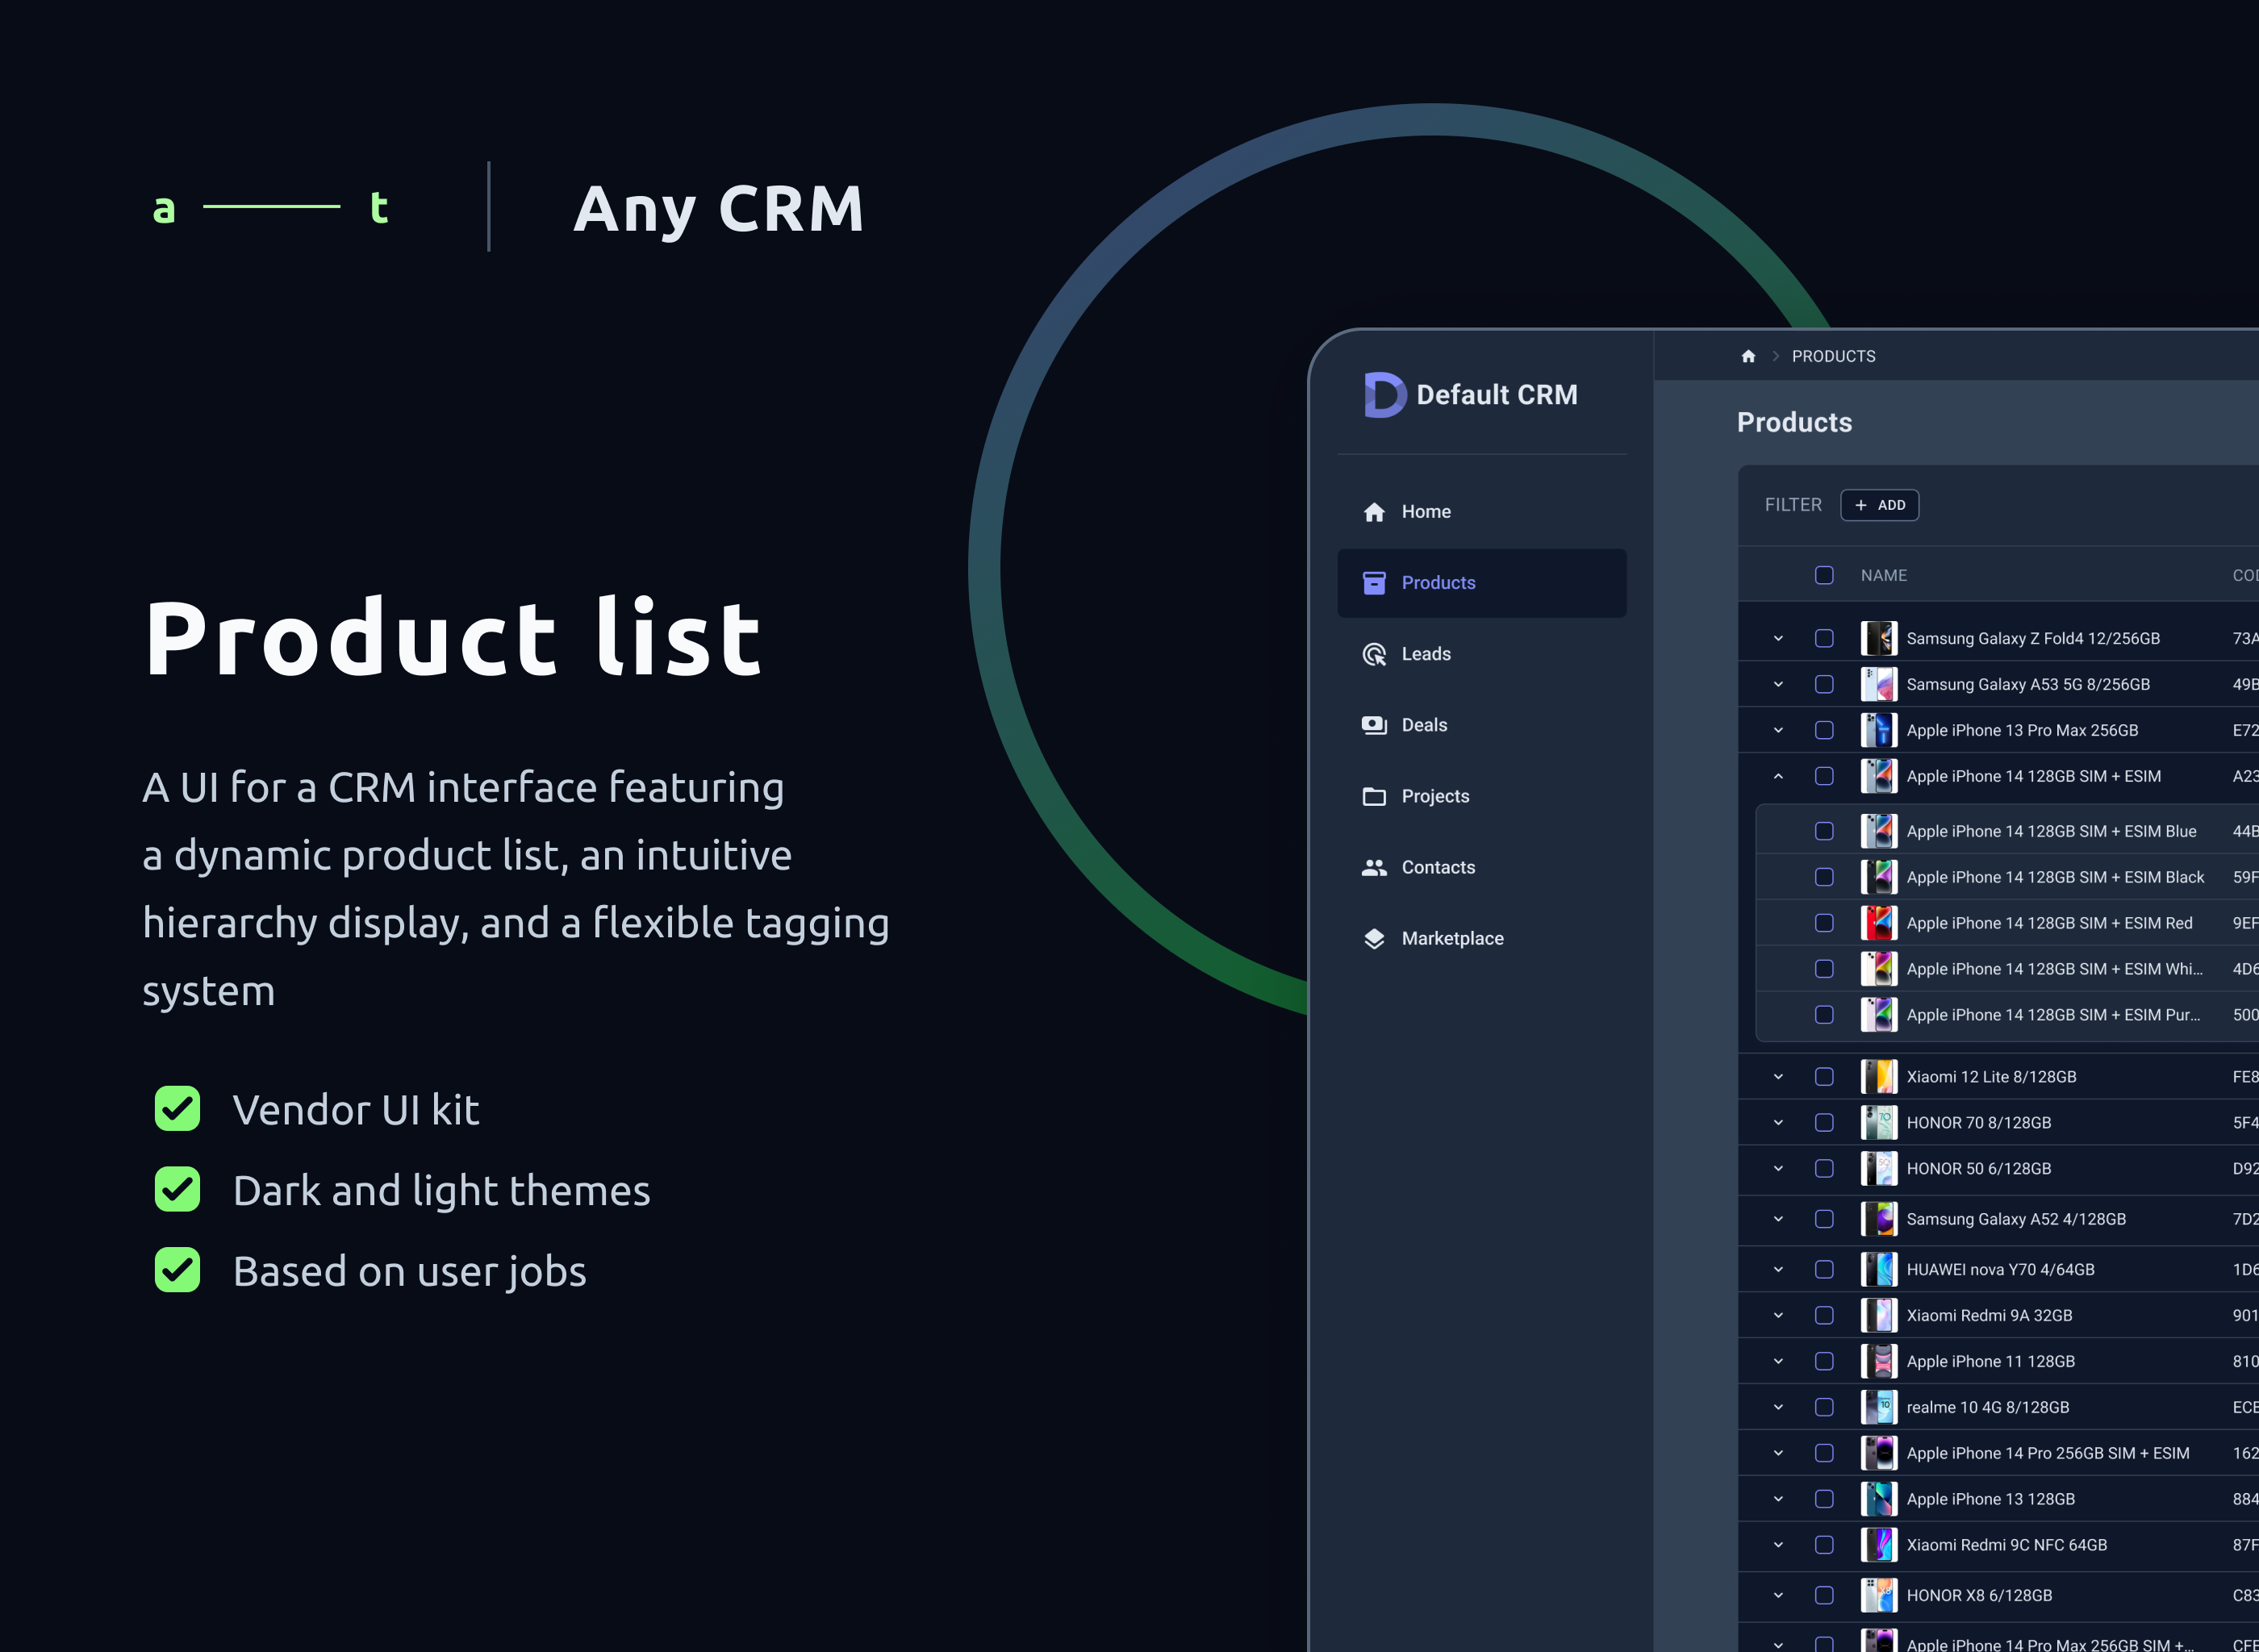 a t
Any CRM
Product list
A UI for a CRM interface featuring
a dynamic product list, an intuitive
hierarchy display, and a flexible tagging
system
Vendor UI kit
Dark and light themes
Based on user jobs
Default CRM
Home
Products
Leads
Deals
Projects
Contacts
Marketplace
PRODUCTS
Products
FILTER + ADD
NAME
Samsung Galaxy Z Fold4 12/256GB 73A
Samsung Galaxy A53 5G 8/256GB 49B
Apple iPhone 13 Pro Max 256GB E72
Apple iPhone 14 128GB SIM + ESIM A23
Apple iPhone 14 128GB SIM + ESIM Blue 44B
Apple iPhone 14 128GB SIM + ESIM Black 59F
Apple iPhone 14 128GB SIM + ESIM Red 9EF
Apple iPhone 14 128GB SIM + ESIM Whi... 4D6
Apple iPhone 14 128GB SIM + ESIM Pur... 500
Xiaomi 12 Lite 8/128GB FE8
HONOR 70 8/128GB 5F4
HONOR 50 6/128GB D92
Samsung Galaxy A52 4/128GB 7D2
HUAWEI nova Y70 4/64GB 1D6
Xiaomi Redmi 9A 32GB 901
Apple iPhone 11 128GB 810
realme 10 4G 8/128GB
Apple iPhone 14 Pro 256GB SIM + ESIM 162
Apple iPhone 13 128GB 884
Xiaomi Redmi 9C NFC 64GB 87F
HONOR X8 6/128GB C83
Apple iPhone 14 Pro Max 256GB SIM +...